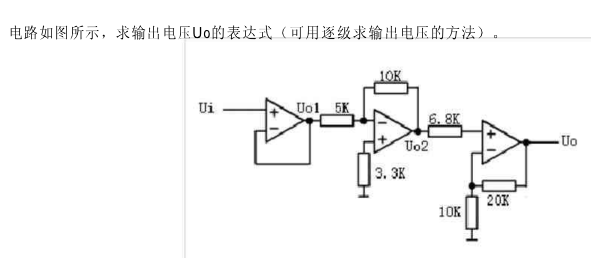 电路如图所示，求输出电压Uo的表达式（可用逐级求输出电压的方法）。
10K
Ui
Uo1
5K
6.8K
Uo2
Uo
3.3K
20K
10K